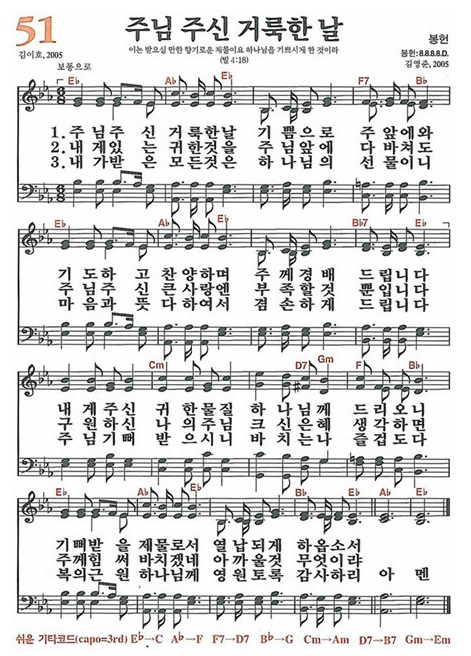 51
주님 주신 거룩한 날
봉헌
이는 받으실 만한 향기로운 제물이요 하나님을 기쁘시게 한 것이라
(빌 4:18)
김이호, 2005
봉헌: 8.8.8.8.D.
김영준, 2005
보통으로
E♭ A♭ E♭ F7 B♭
1. 주님주 신 거룩한날 기 쁨으로 주 앞에와
2. 내게있 는 귀한것을 주 님앞에 다 바쳐도
3. 내가받 은 모든것은 하 나님의 선 물이니
E♭ A♭ E♭ B♭7 E♭
기 도하 고 찬 양하며 주 께경 배 드 립니다
주 님주 신 큰사랑엔 부 족할것 뿐입니다
마 음과 뜻 다하여서 겸 손하게 드 립니다
Cm D7 Gm F B♭
내 게주신 귀 한물질 하 나님께 드 리오니
구 원하신 나 의주님 크 신은혜 생 각하면
주 님기뻐 받 으시니 바 치는나 즐 겁도다
E♭ A♭ E♭ A♭ B♭ E♭ A♭ E♭
기 뻐받 을 제물로서 열 납되게 하 옵소서
주께힘 써 바치겠네 아 까울것 무엇이랴
복의근 원 하나님께 영 원토록 감사하리 아 멘
쉬운 기타코드(capo=3rd) E♭→C A♭→F F7→D7 B♭→G Cm→Am D7→B7 Gm→Em